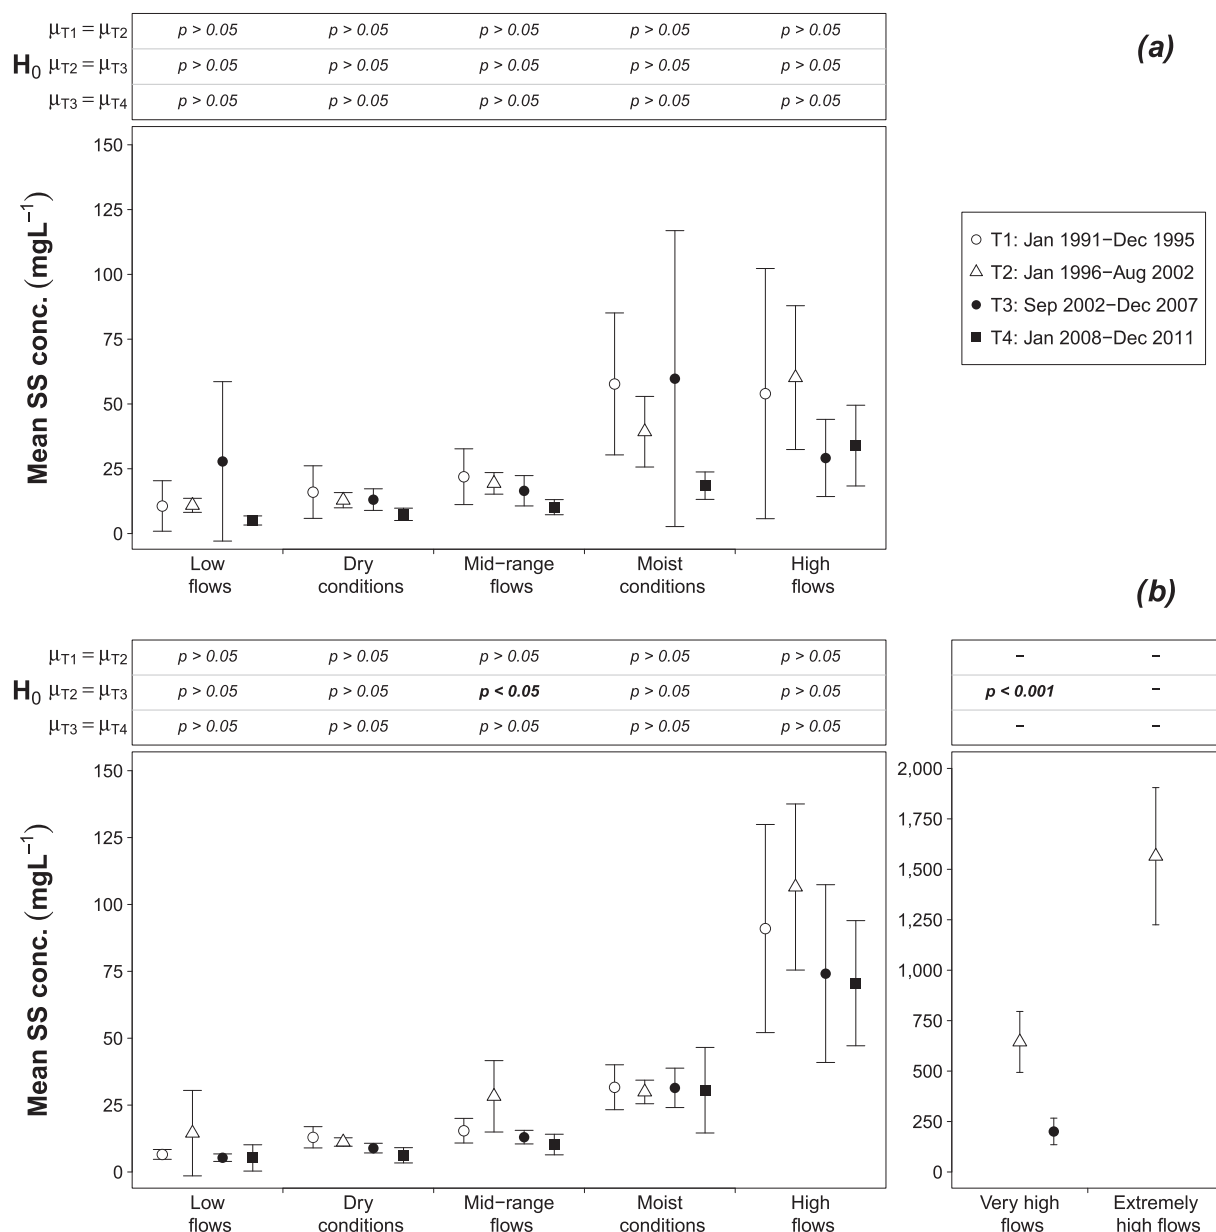 μT1 = μT2 p > 0.05 p > 0.05 p > 0.05 p > 0.05 p > 0.05
H0 μT2 = μT3 p > 0.05 p > 0.05 p > 0.05 p > 0.05 p > 0.05
μT3 = μT4 p > 0.05 p > 0.05 p > 0.05 p > 0.05 p > 0.05
(a)
Mean SS conc. (mgL−1)
150
125
100
75
50
25
0
Low
flows
Dry
conditions
Mid−range
flows
Moist
conditions
High
flows
T1: Jan 1991−Dec 1995
T2: Jan 1996−Aug 2002
T3: Sep 2002−Dec 2007
T4: Jan 2008−Dec 2011
(b)
μT1 = μT2 p > 0.05 p > 0.05 p > 0.05 p > 0.05 p > 0.05 – –
H0 μT2 = μT3 p > 0.05 p > 0.05 p < 0.05 p > 0.05 p > 0.05 p < 0.001 –
μT3 = μT4 p > 0.05 p > 0.05 p > 0.05 p > 0.05 p > 0.05 – –
Mean SS conc. (mgL−1)
150
125
100
75
50
25
0
Low
flows
Dry
conditions
Mid−range
flows
Moist
conditions
High
flows
2,000
1,750
1,500
1,250
1,000
750
500
250
0
Very high
flows
Extremely
high flows